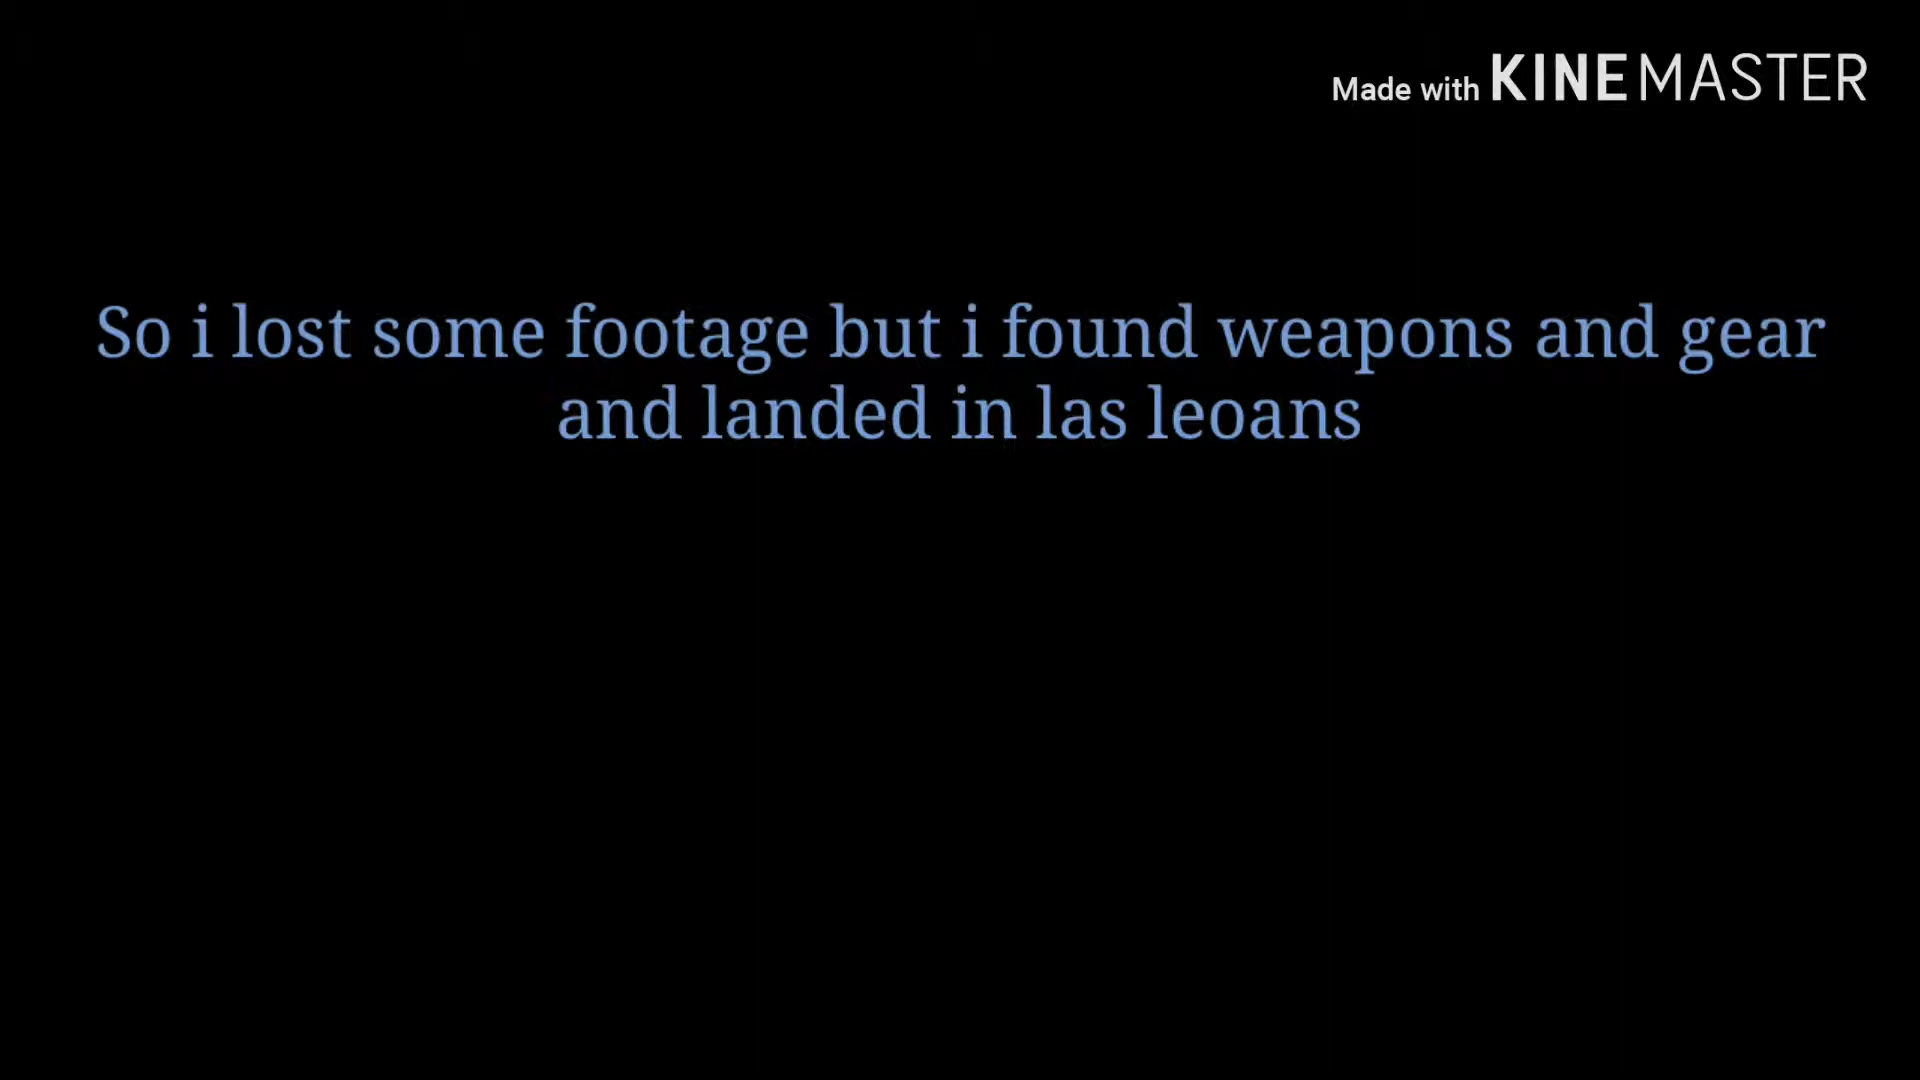 Made with KINEMASTER
So i lost some footage but i found weapons and gear
and landed in las leoans